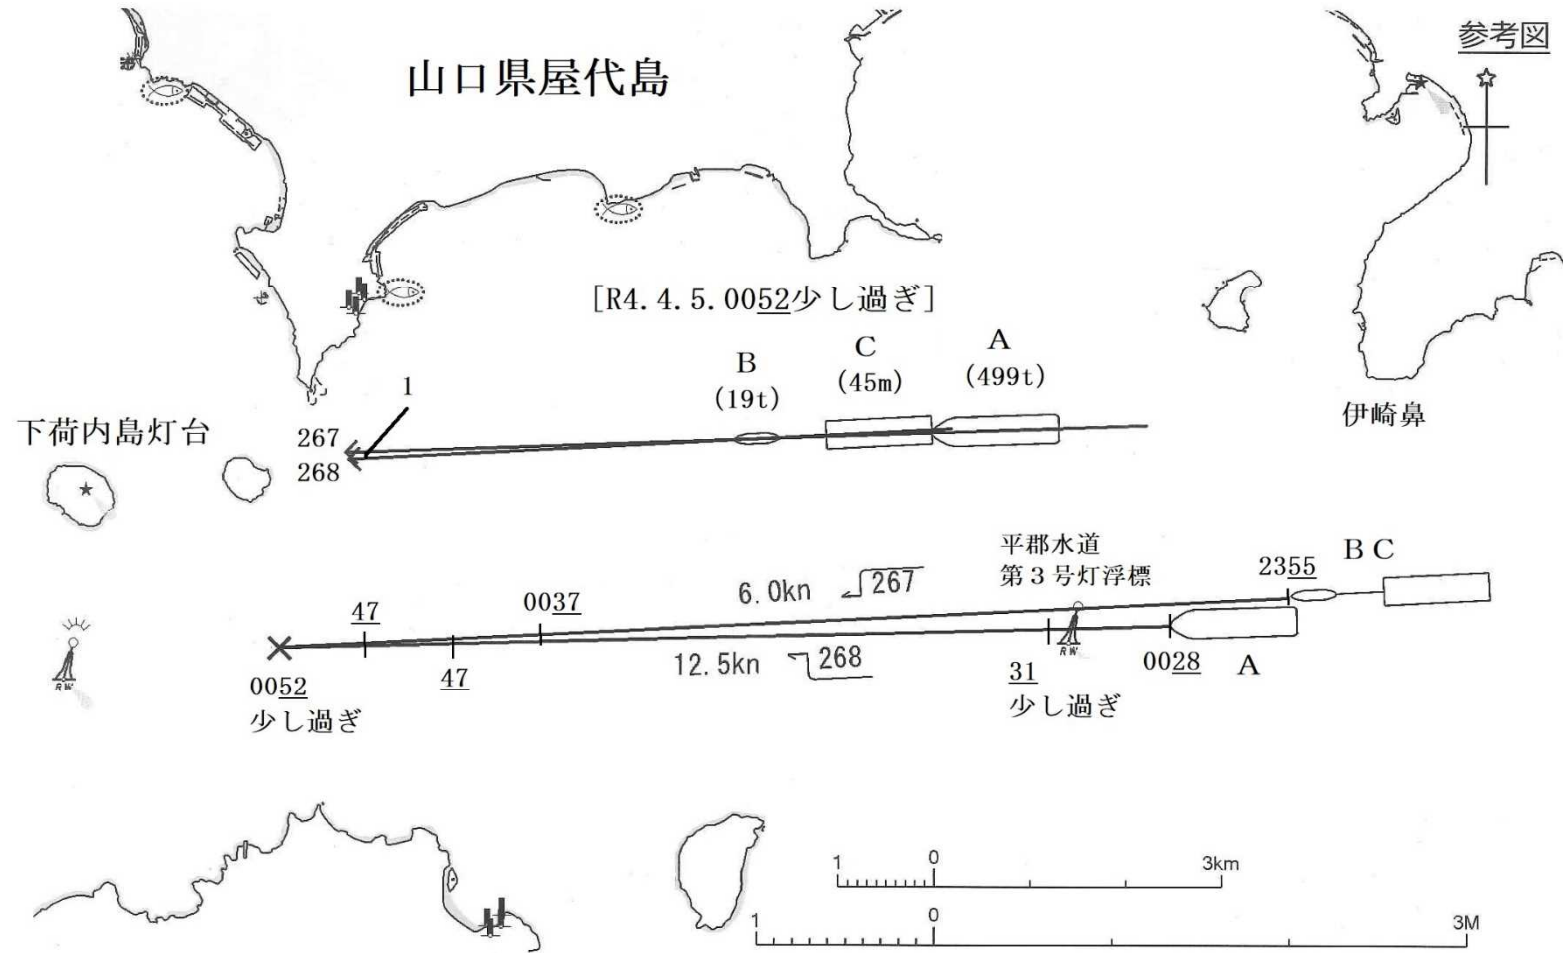 参考図
山口県屋代島
[R4.4.5.0052少し過ぎ]
B
(19t)
C
(45m)
A
(499t)
1
267
268
下荷内島灯台
伊崎鼻
平郡水道
第３号灯浮標
2355
B C
6.0kn
267
0037
47
12.5kn
268
0028
A
31
少し過ぎ
47
0052
少し過ぎ
RW
RW
1
0
3km
1
0
3M